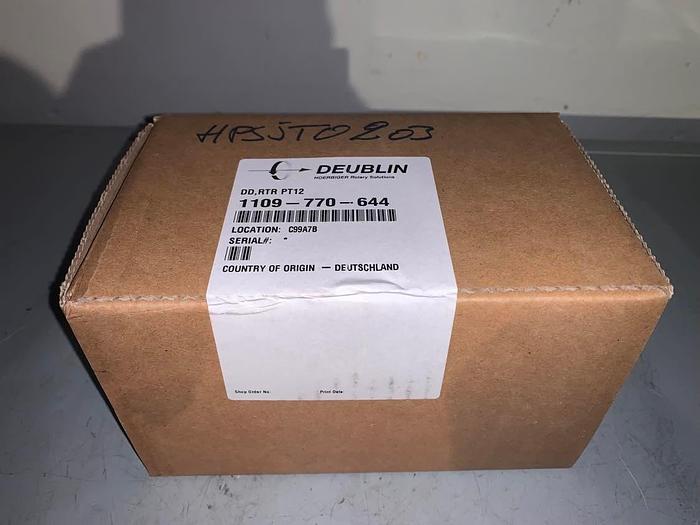 HPSJTO203
DEUBLIN
HOERBIGER Rotary Solutions
DD,RTR PT12
1109-770-644
LOCATION: C99A7B
SERIAL#: *
COUNTRY OF ORIGIN — DEUTSCHLAND
Shop Order No. Print Date